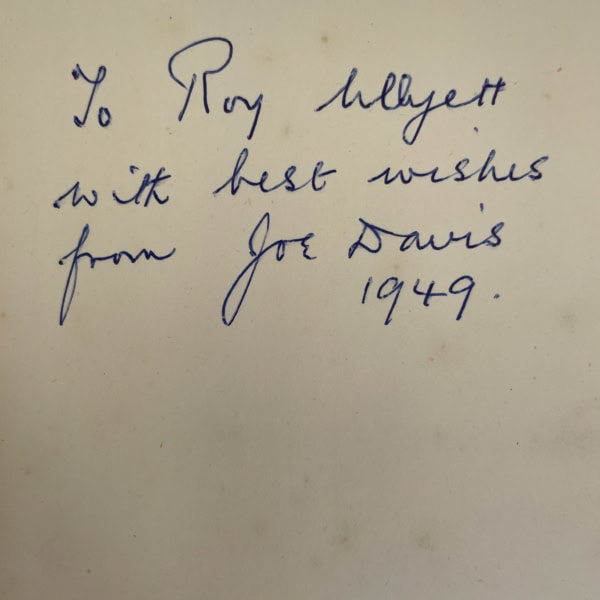 To Roy Ullyett
with best wishes
from Joe Davis
1949.